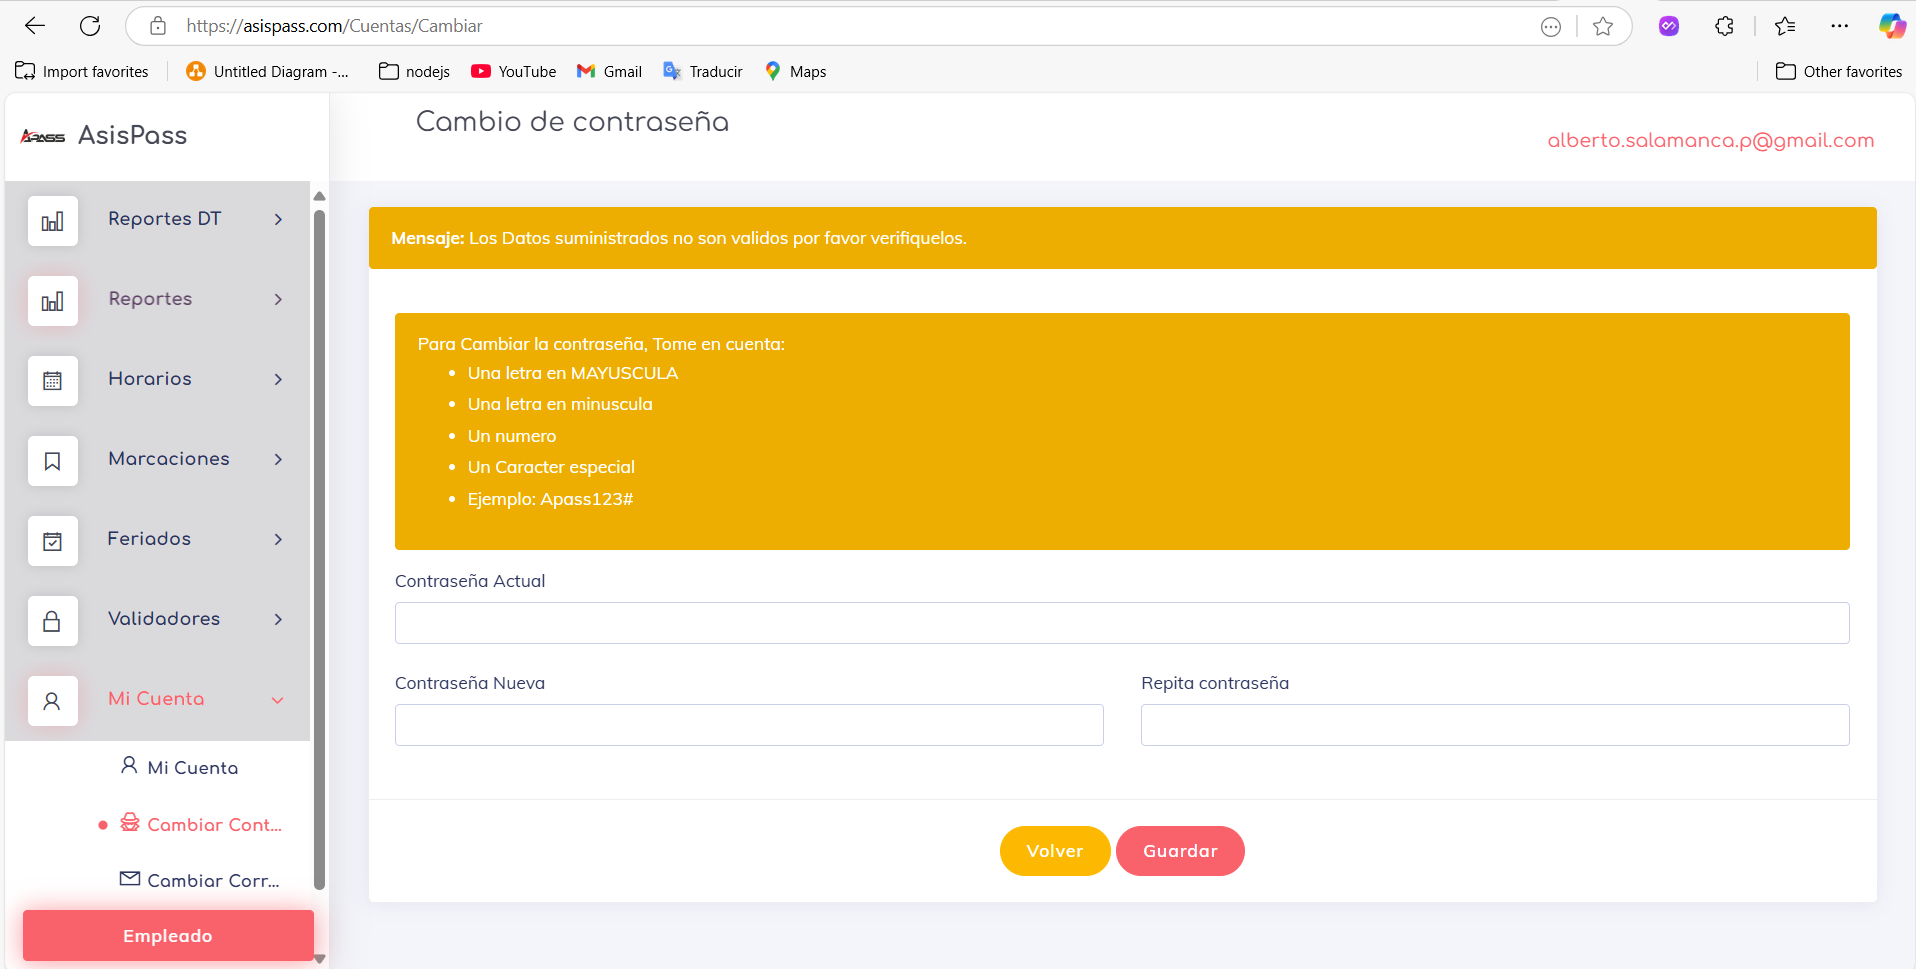 https://asispass.com/Cuentas/Cambiar
Import favorites
Untitled Diagram -...
nodejs
YouTube
Gmail
Traducir
Maps
Other favorites
APASS AsisPass
Cambio de contraseña
alberto.salamanca.p@gmail.com
Reportes DT
Reportes
Horarios
Marcaciones
Feriados
Validadores
Mi Cuenta
Mi Cuenta
Cambiar Cont...
Cambiar Corr...
Empleado
Mensaje: Los Datos suministrados no son validos por favor verifiquelos.
Para Cambiar la contraseña, Tome en cuenta:
• Una letra en MAYUSCULA
• Una letra en minuscula
• Un numero
• Un Caracter especial
• Ejemplo: Apass123#
Contraseña Actual
Contraseña Nueva
Repita contraseña
Volver
Guardar